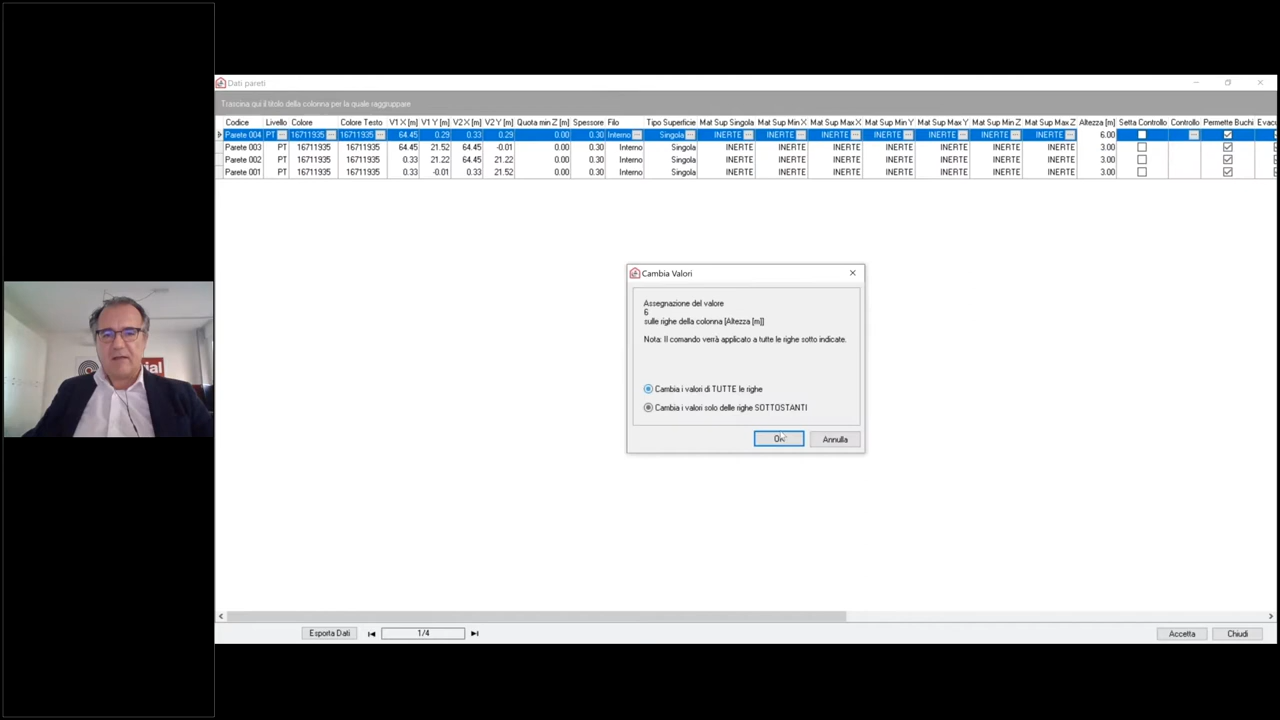 Dati pareti
Trascina qui il titolo della colonna per la quale raggruppare
Codice Livello Colore Colore Testo V1 X [m] V1 Y [m] V2 X [m] V2 Y [m] Quota min Z [m] Spessore Filo Tipo Superficie Mat Sup Singola Mat Sup Min X Mat Sup Max X Mat Sup Min Y Mat Sup Max Y Mat Sup Min Z Mat Sup Max Z Altezza [m] Setta Controllo Controllo Permette Buchi Evacu
Parete 004 PT 16711935 16711935 64.45 0.29 0.33 0.29 0.00 0.30 Interno Singola INERTE INERTE INERTE INERTE INERTE INERTE INERTE 6.00
Parete 003 PT 16711935 16711935 64.45 21.52 64.45 -0.01 0.00 0.30 Interno Singola INERTE INERTE INERTE INERTE INERTE INERTE INERTE 3.00
Parete 002 PT 16711935 16711935 0.33 21.22 64.45 21.22 0.00 0.30 Interno Singola INERTE INERTE INERTE INERTE INERTE INERTE INERTE 3.00
Parete 001 PT 16711935 16711935 0.33 -0.01 0.33 21.52 0.00 0.30 Interno Singola INERTE INERTE INERTE INERTE INERTE INERTE INERTE 3.00
Cambia Valori
Assegnazione del valore
6
sulle righe della colonna [Altezza [m]]
Nota: Il comando verrà applicato a tutte le righe sotto indicate.
Cambia i valori di TUTTE le righe
Cambia i valori solo delle righe SOTTOSTANTI
OK Annulla
Esporta Dati 1/4 Accetta Chiudi